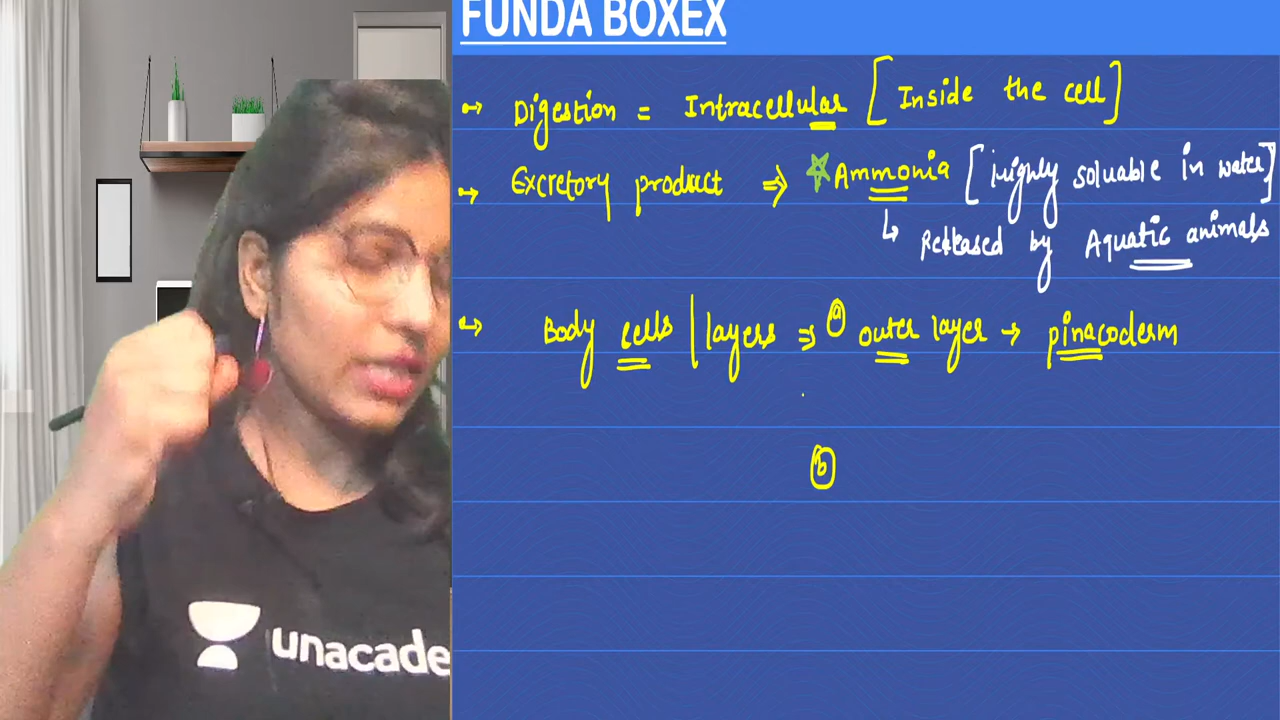 FUNDA BOXEX
→ Digestion = Intracellular [Inside the cell]
→ Excretory product ⇒ ☆Ammonia [highly soluable in water]
↳ Released by Aquatic animals
→ Body cells | layers ⇒ ⓐ outer layer → pinacoderm
ⓑ
unacade